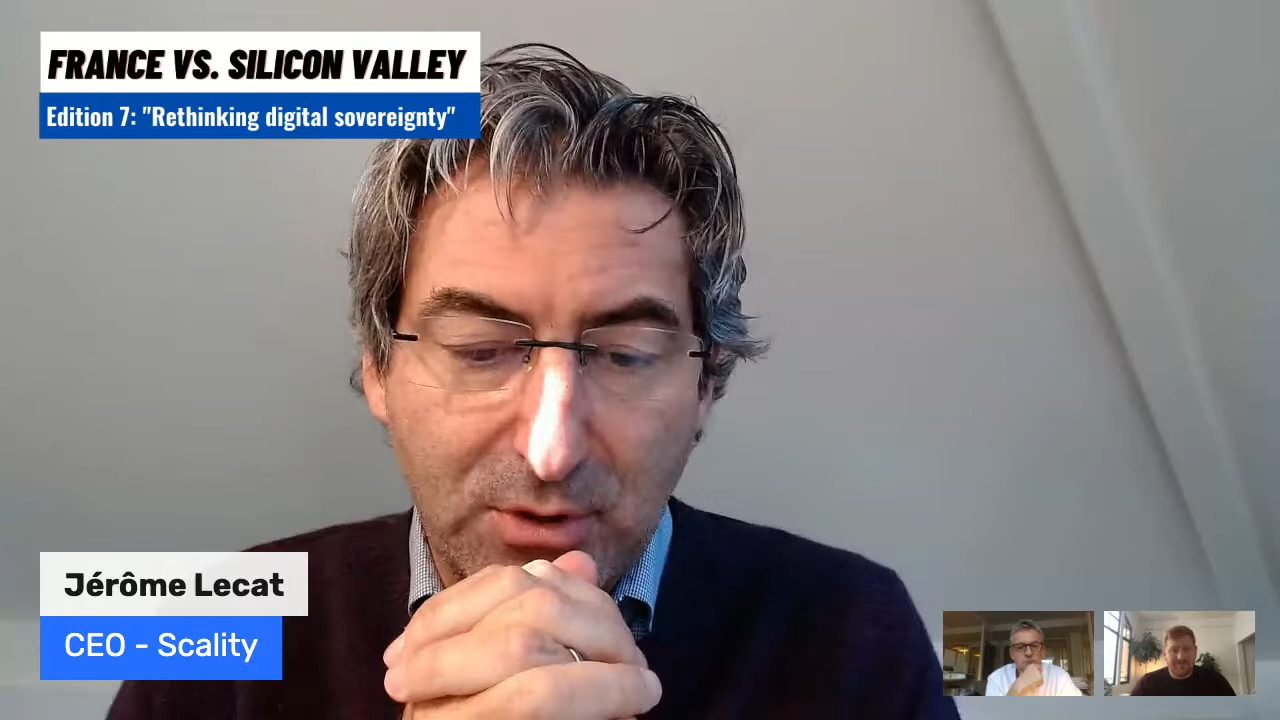 FRANCE VS. SILICON VALLEY
Edition 7: "Rethinking digital sovereignty"
Jérôme Lecat
CEO - Scality